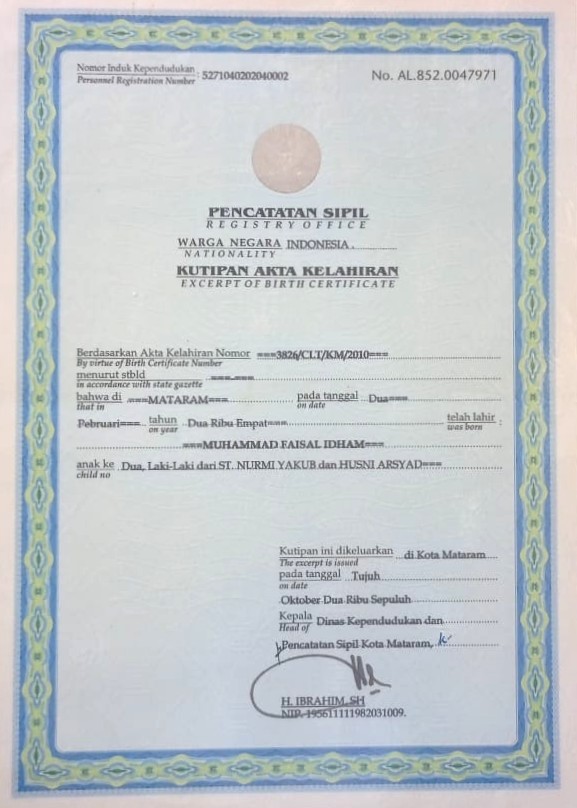 Nomor Induk Kependudukan : 5271040202040002
Personnel Registration Number
No. AL.852.0047971
PENCATATAN SIPIL
REGISTRY OFFICE
WARGA NEGARA INDONESIA.
NATIONALITY
KUTIPAN AKTA KELAHIRAN
EXCERPT OF BIRTH CERTIFICATE
Berdasarkan Akta Kelahiran Nomor ===3826/CLT/KM/2010===
By virtue of Birth Certificate Number
menurut stbld ===.===
in accordance with state gazette
bahwa di ===MATARAM=== pada tanggal Dua===
that in on date
Pebruari=== tahun Dua Ribu Empat=== telah lahir :
on year was born
===MUHAMMAD FAISAL IDHAM===
anak ke Dua, Laki-Laki dari ST. NURMI YAKUB dan HUSNI ARSYAD===
child no
Kutipan ini dikeluarkan di Kota Mataram
The excerpt is issued
pada tanggal Tujuh
on date
Oktober Dua Ribu Sepuluh
Kepala Dinas Kependudukan dan
Head of
Pencatatan Sipil Kota Mataram,
H. IBRAHIM, SH
NIP. 195611111982031009.